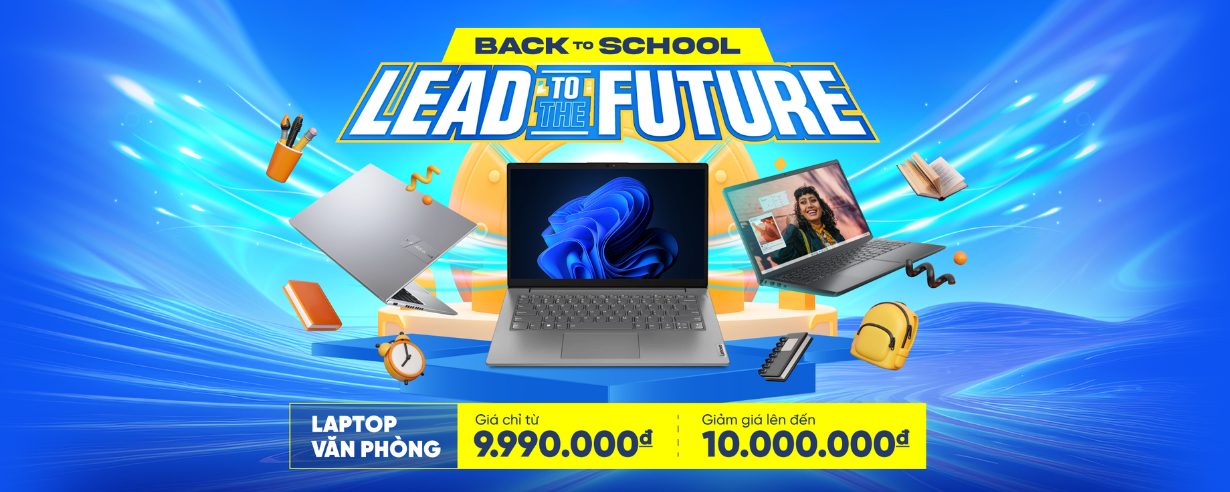 BACK TO SCHOOL
LEAD TO THE FUTURE
LAPTOP
VĂN PHÒNG
Giá chỉ từ
9.990.000đ
Giảm giá lên đến
10.000.000đ
Lenovo